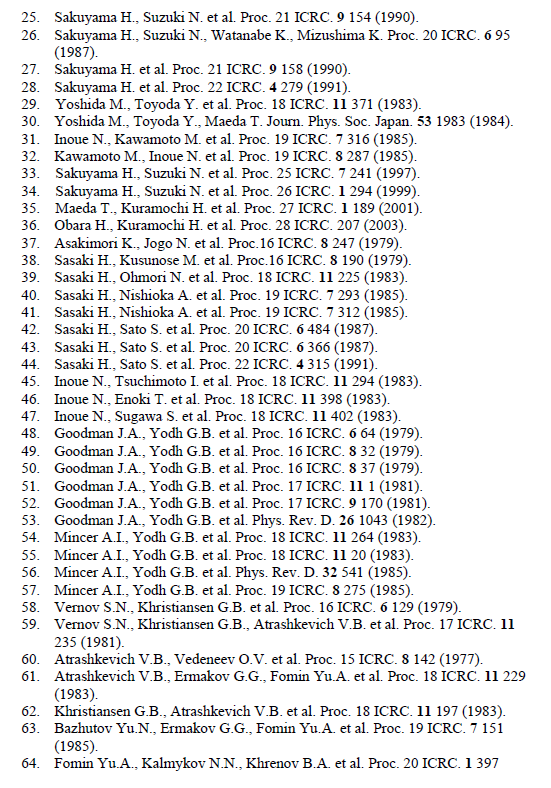 25. Sakuyama H., Suzuki N. et al. Proc. 21 ICRC. 9 154 (1990).
26. Sakuyama H., Suzuki N., Watanabe K., Mizushima K. Proc. 20 ICRC. 6 95
(1987).
27. Sakuyama H. et al. Proc. 21 ICRC. 9 158 (1990).
28. Sakuyama H. et al. Proc. 22 ICRC. 4 279 (1991).
29. Yoshida M., Toyoda Y. et al. Proc. 18 ICRC. 11 371 (1983).
30. Yoshida M., Toyoda Y., Maeda T. Journ. Phys. Soc. Japan. 53 1983 (1984).
31. Inoue N., Kawamoto M. et al. Proc. 19 ICRC. 7 316 (1985).
32. Kawamoto M., Inoue N. et al. Proc. 19 ICRC. 8 287 (1985).
33. Sakuyama H., Suzuki N. et al. Proc. 25 ICRC. 7 241 (1997).
34. Sakuyama H., Suzuki N. et al. Proc. 26 ICRC. 1 294 (1999).
35. Maeda T., Kuramochi H. et al. Proc. 27 ICRC. 1 189 (2001).
36. Obara H., Kuramochi H. et al. Proc. 28 ICRC. 207 (2003).
37. Asakimori K., Jogo N. et al. Proc.16 ICRC. 8 247 (1979).
38. Sasaki H., Kusunose M. et al. Proc.16 ICRC. 8 190 (1979).
39. Sasaki H., Ohmori N. et al. Proc. 18 ICRC. 11 225 (1983).
40. Sasaki H., Nishioka A. et al. Proc. 19 ICRC. 7 293 (1985).
41. Sasaki H., Nishioka A. et al. Proc. 19 ICRC. 7 312 (1985).
42. Sasaki H., Sato S. et al. Proc. 20 ICRC. 6 484 (1987).
43. Sasaki H., Sato S. et al. Proc. 20 ICRC. 6 366 (1987).
44. Sasaki H., Sato S. et al. Proc. 22 ICRC. 4 315 (1991).
45. Inoue N., Tsuchimoto I. et al. Proc. 18 ICRC. 11 294 (1983).
46. Inoue N., Enoki T. et al. Proc. 18 ICRC. 11 398 (1983).
47. Inoue N., Sugawa S. et al. Proc. 18 ICRC. 11 402 (1983).
48. Goodman J.A., Yodh G.B. et al. Proc. 16 ICRC. 6 64 (1979).
49. Goodman J.A., Yodh G.B. et al. Proc. 16 ICRC. 8 32 (1979).
50. Goodman J.A., Yodh G.B. et al. Proc. 16 ICRC. 8 37 (1979).
51. Goodman J.A., Yodh G.B. et al. Proc. 17 ICRC. 11 1 (1981).
52. Goodman J.A., Yodh G.B. et al. Proc. 17 ICRC. 9 170 (1981).
53. Goodman J.A., Yodh G.B. et al. Phys. Rev. D. 26 1043 (1982).
54. Mincer A.I., Yodh G.B. et al. Proc. 18 ICRC. 11 264 (1983).
55. Mincer A.I., Yodh G.B. et al. Proc. 18 ICRC. 11 20 (1983).
56. Mincer A.I., Yodh G.B. et al. Phys. Rev. D. 32 541 (1985).
57. Mincer A.I., Yodh G.B. et al. Proc. 19 ICRC. 8 275 (1985).
58. Vernov S.N., Khristiansen G.B. et al. Proc. 16 ICRC. 6 129 (1979).
59. Vernov S.N., Khristiansen G.B., Atrashkevich V.B. et al. Proc. 17 ICRC. 11
235 (1981).
60. Atrashkevich V.B., Vedeneev O.V. et al. Proc. 15 ICRC. 8 142 (1977).
61. Atrashkevich V.B., Ermakov G.G., Fomin Yu.A. et al. Proc. 18 ICRC. 11 229
(1983).
62. Khristiansen G.B., Atrashkevich V.B. et al. Proc. 18 ICRC. 11 197 (1983).
63. Bazhutov Yu.N., Ermakov G.G., Fomin Yu.A. et al. Proc. 19 ICRC. 7 151
(1985).
64. Fomin Yu.A., Kalmykov N.N., Khrenov B.A. et al. Proc. 20 ICRC. 1 397